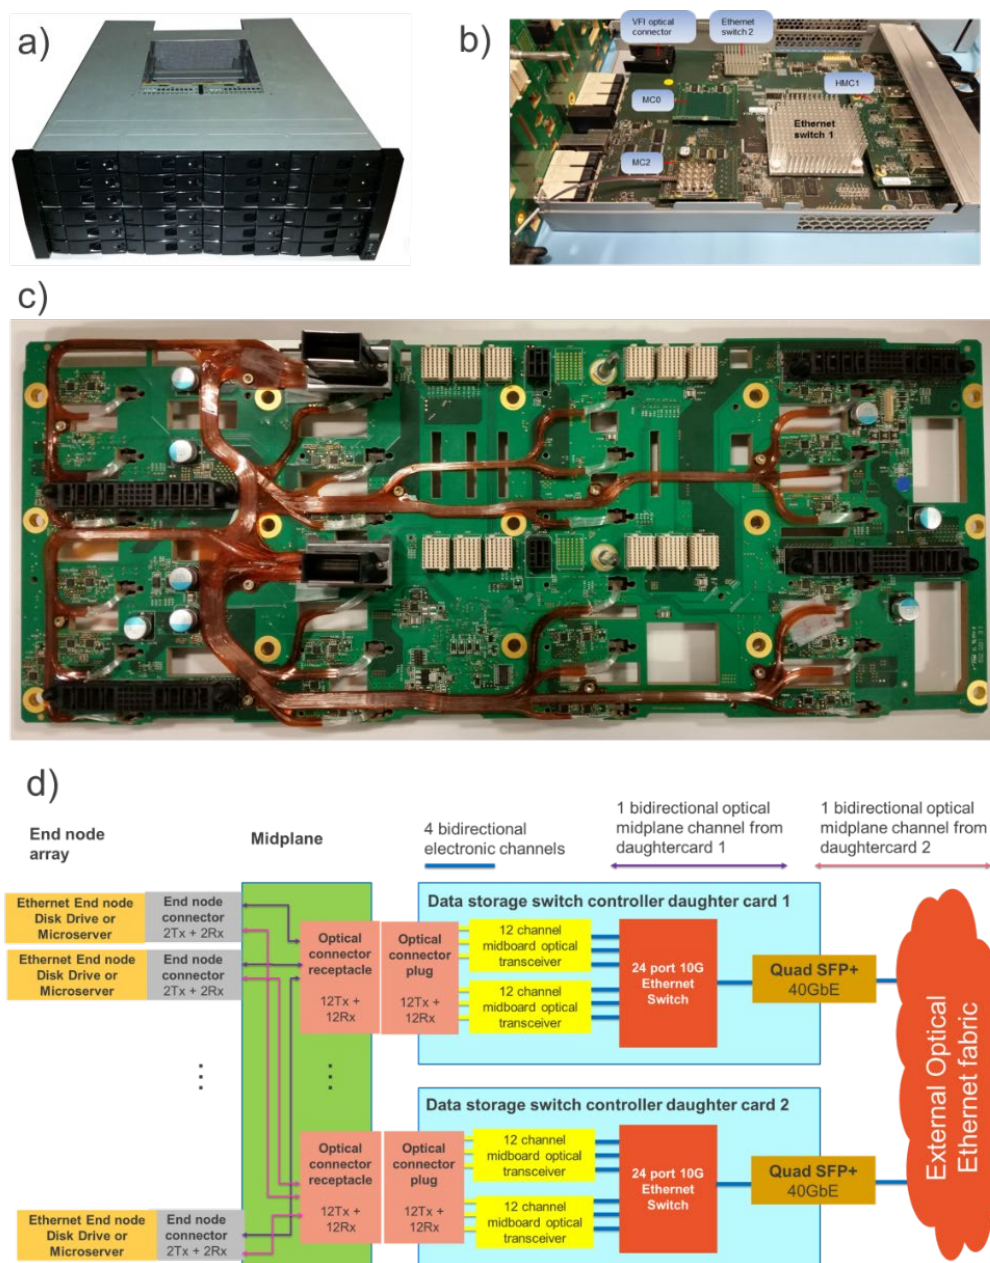 a)
b)
VFI optical
connector
Ethernet
switch 2
HMC1
MC0
Ethernet
switch 1
MC2
c)
d)
End node
array
Midplane
4 bidirectional
electronic channels
1 bidirectional optical
midplane channel from
daughtercard 1
1 bidirectional optical
midplane channel from
daughtercard 2
Ethernet End node
Disk Drive or
Microserver
End node
connector
2Tx + 2Rx
Ethernet End node
Disk Drive or
Microserver
End node
connector
2Tx + 2Rx
Optical
connector
receptacle
12Tx +
12Rx
Optical
connector
plug
12Tx +
12Rx
Data storage switch controller daughter card 1
12 channel
midboard optical
transceiver
12 channel
midboard optical
transceiver
24 port 10G
Ethernet
Switch
Quad SFP+
40GbE
External Optical
Ethernet fabric
Data storage switch controller daughter card 2
Optical
connector
receptacle
12Tx +
12Rx
Optical
connector
plug
12Tx +
12Rx
12 channel
midboard optical
transceiver
12 channel
midboard optical
transceiver
24 port 10G
Ethernet
Switch
Quad SFP+
40GbE
Ethernet End node
Disk Drive or
Microserver
End node
connector
2Tx + 2Rx